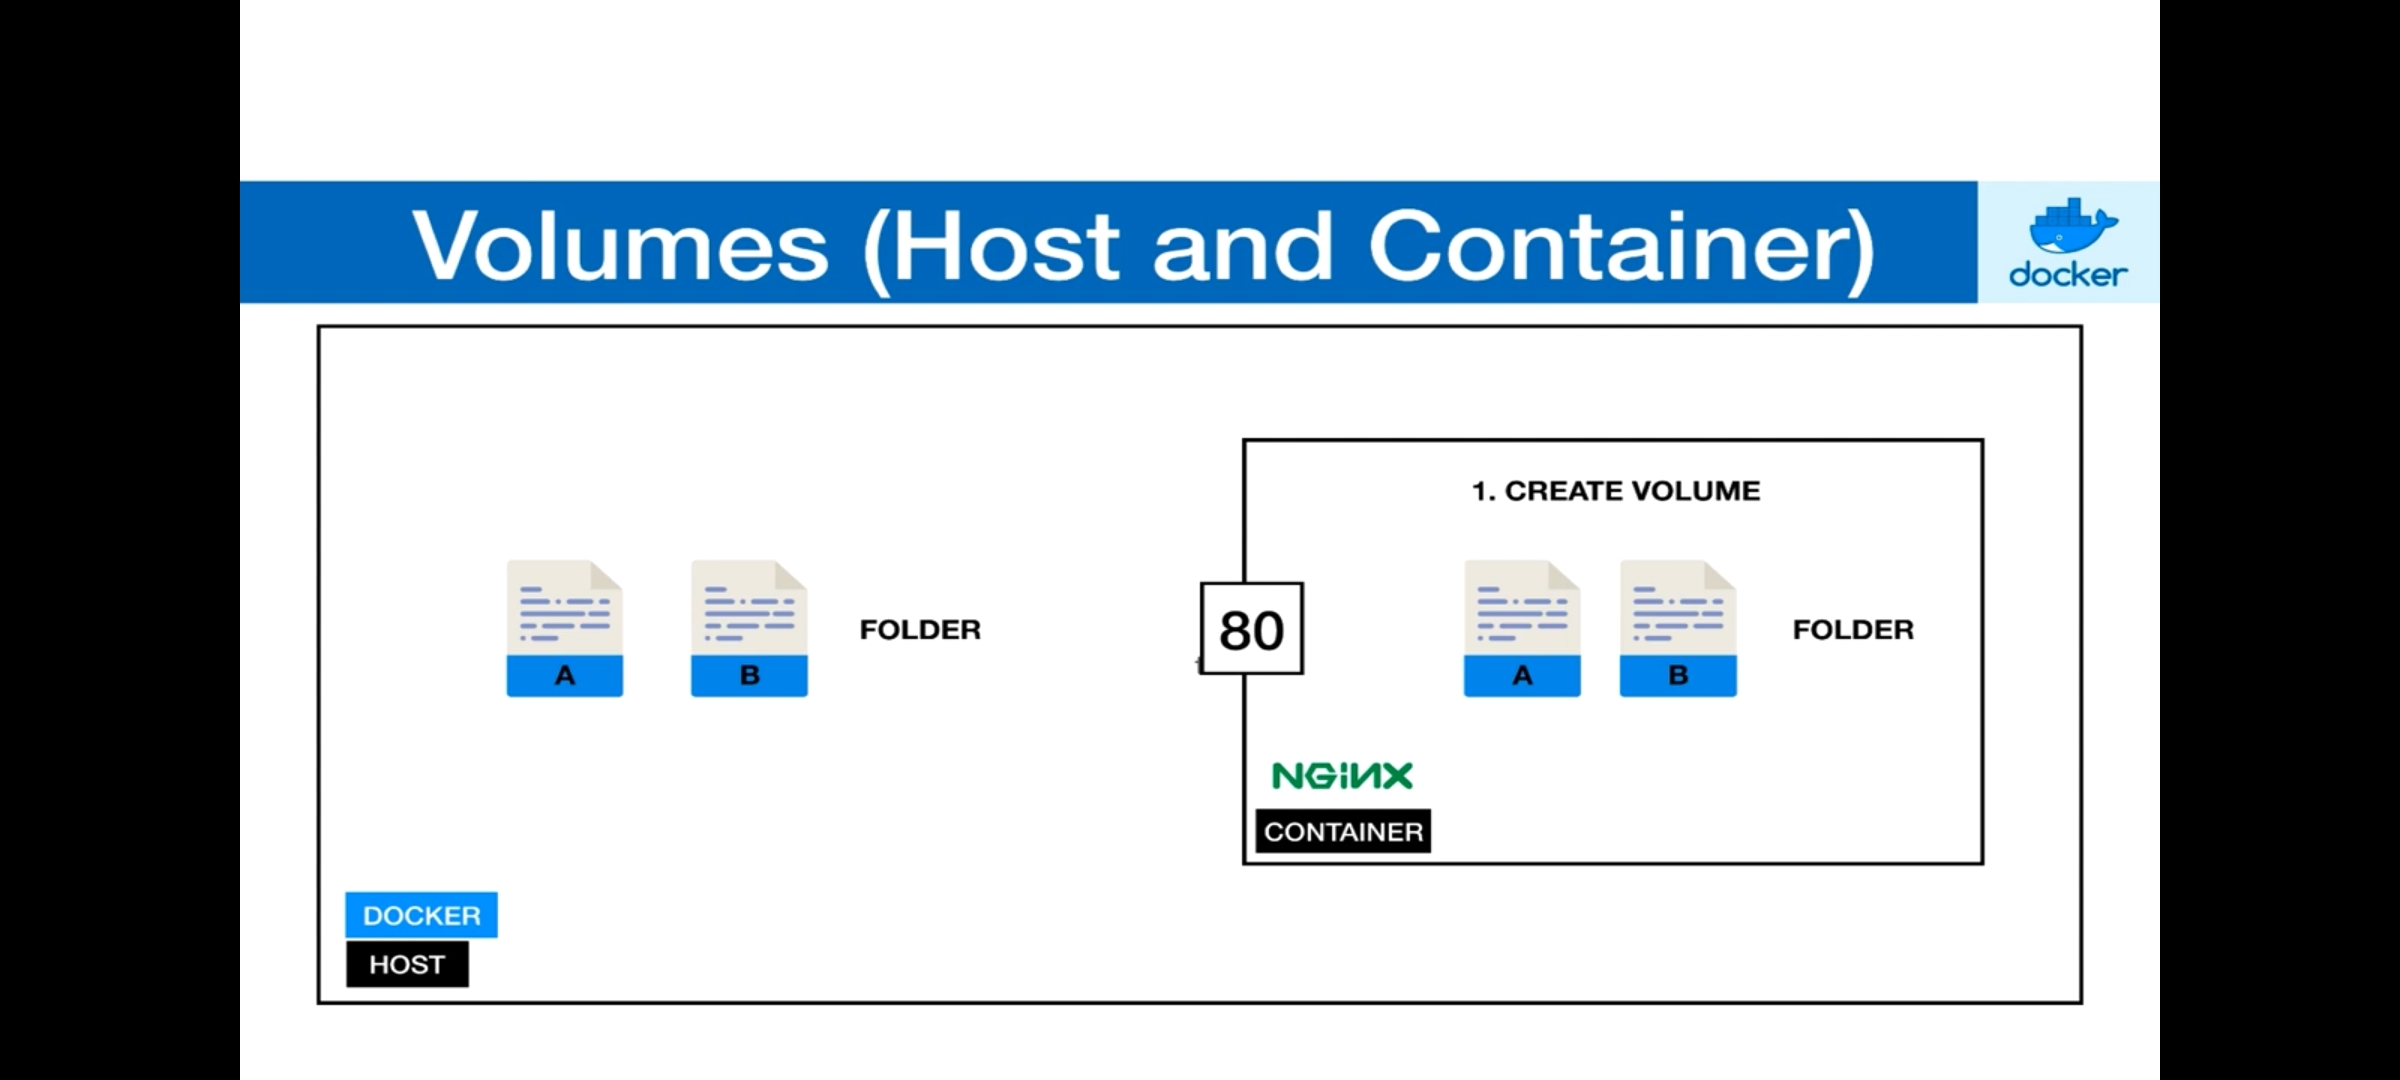 Volumes (Host and Container)
docker
1. CREATE VOLUME
A
B
FOLDER
80
A
B
FOLDER
NGINX
CONTAINER
DOCKER
HOST